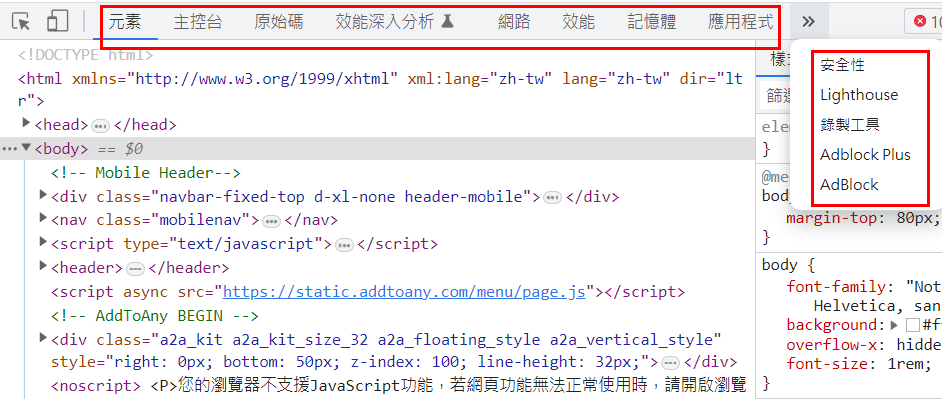 元素 主控台 原始碼 效能深入分析 網路 效能 記憶體 應用程式 » 10
<!DOCTYPE html>
<html xmlns="http://www.w3.org/1999/xhtml" xml:lang="zh-tw" lang="zh-tw" dir="lt
r">
<head> ••• </head>
••• <body> == $0
<!-- Mobile Header-->
<div class="navbar-fixed-top d-xl-none header-mobile"> ••• </div>
<nav class="mobilenav"> ••• </nav>
<script type="text/javascript"> ••• </script>
<header> ••• </header>
<script async src="https://static.addtoany.com/menu/page.js"></script>
<!-- AddToAny BEGIN -->
<div class="a2a_kit a2a_kit_size_32 a2a_floating_style a2a_vertical_style"
style="right: 0px; bottom: 50px; z-index: 100; line-height: 32px;"> ••• </div>
<noscript> <P>您的瀏覽器不支援JavaScript功能，若網頁功能無法正常使用時，請開啟瀏覽
安全性
Lighthouse
錄製工具
Adblock Plus
AdBlock
篩選
elem
}
@me
body
margin-top: 80px;
}
body {
font-family: "Not
Helvetica, san
background: #f
overflow-x: hidde
font-size: 1rem;
}